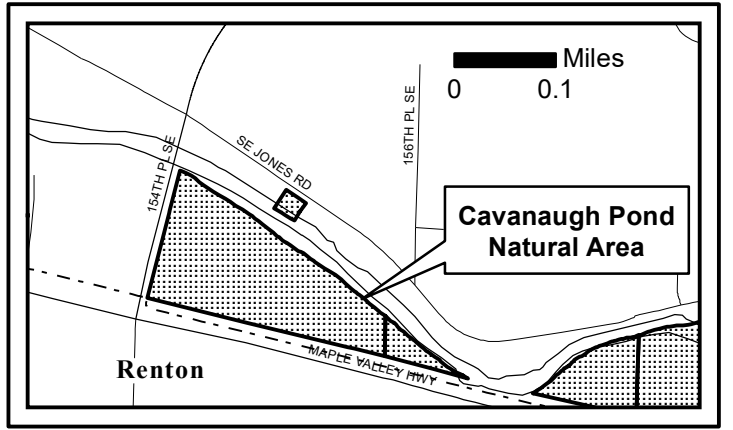 Miles
0 0.1
156TH PL SE
SE JONES RD
154TH PL SE
Cavanaugh Pond
Natural Area
MAPLE VALLEY HWY
Renton